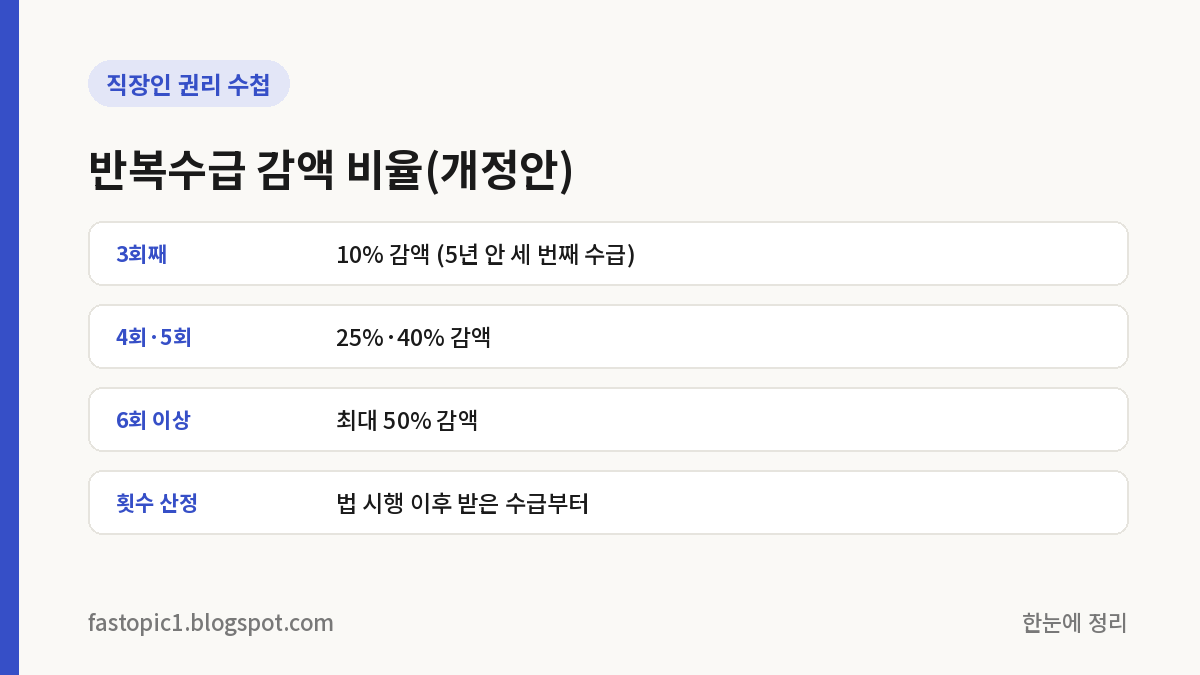 직장인 권리 수첩
반복수급 감액 비율(개정안)
3회째 10% 감액 (5년 안 세 번째 수급)
4회·5회 25%·40% 감액
6회 이상 최대 50% 감액
횟수 산정 법 시행 이후 받은 수급부터
fastopic1.blogspot.com 한눈에 정리